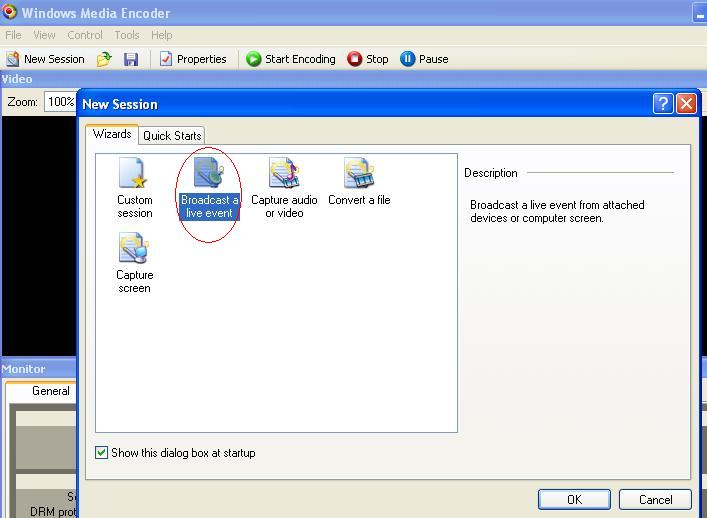 Windows Media Encoder
File View Control Tools Help
New Session Properties Start Encoding Stop Pause
Video
Zoom: 100%
New Session
Wizards Quick Starts
Custom
session
Broadcast a
live event
Capture audio
or video
Convert a file
Capture
screen
Description
Broadcast a live event from attached
devices or computer screen.
Monitor
General
Show this dialog box at startup
DRM prot
OK Cancel